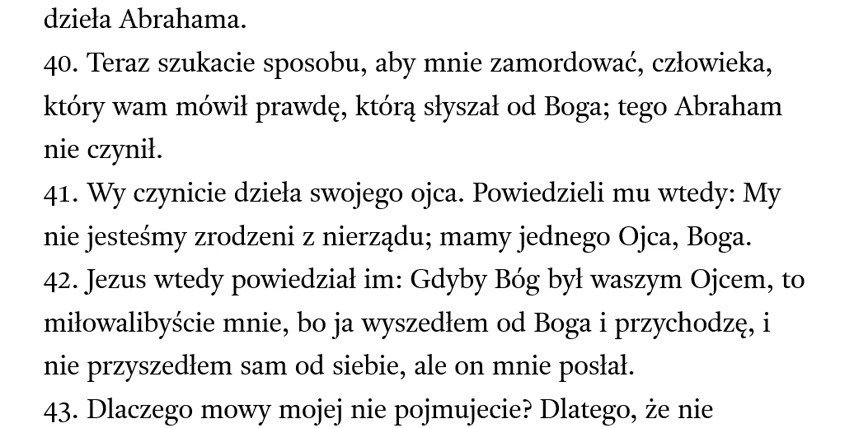 dzieła Abrahama.
40. Teraz szukacie sposobu, aby mnie zamordować, człowieka,
który wam mówił prawdę, którą słyszał od Boga; tego Abraham
nie czynił.
41. Wy czynicie dzieła swojego ojca. Powiedzieli mu wtedy: My
nie jesteśmy zrodzeni z nierządu; mamy jednego Ojca, Boga.
42. Jezus wtedy powiedział im: Gdyby Bóg był waszym Ojcem, to
miłowalibyście mnie, bo ja wyszedłem od Boga i przychodzę, i
nie przyszedłem sam od siebie, ale on mnie posłał.
43. Dlaczego mowy mojej nie pojmujecie? Dlatego, że nie